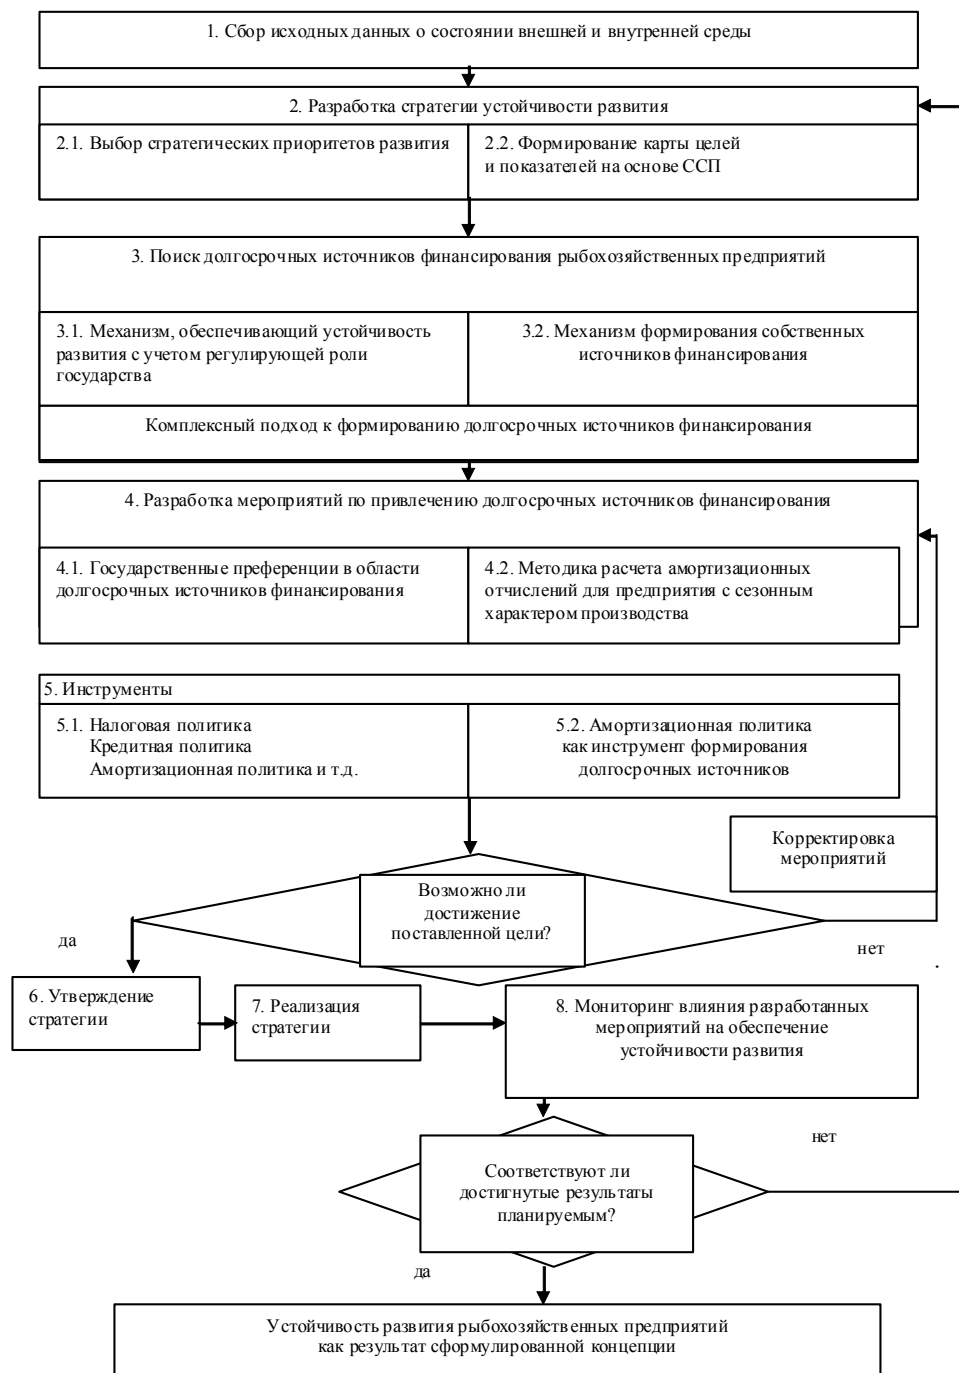 1. Сбор исходных данных о состоянии внешней и внутренней среды
2. Разработка стратегии устойчивости развития
2.1. Выбор стратегических приоритетов развития
2.2. Формирование карты целей
и показателей на основе ССП
3. Поиск долгосрочных источников финансирования рыбохозяйственных предприятий
3.1. Механизм, обеспечивающий устойчивость
развития с учетом регулирующей роли
государства
3.2. Механизм формирования собственных
источников финансирования
Комплексный подход к формированию долгосрочных источников финансирования
4. Разработка мероприятий по привлечению долгосрочных источников финансирования
4.1. Государственные преференции в области
долгосрочных источников финансирования
4.2. Методика расчета амортизационных
отчислений для предприятия с сезонным
характером производства
5. Инструменты
5.1. Налоговая политика
Кредитная политика
Амортизационная политика и т.д.
5.2. Амортизационная политика
как инструмент формирования
долгосрочных источников
Корректировка
мероприятий
Возможно ли
достижение
поставленной цели?
да
нет
6. Утверждение
стратегии
7. Реализация
стратегии
8. Мониторинг влияния разработанных
мероприятий на обеспечение
устойчивости развития
нет
Соответствуют ли
достигнутые результаты
планируемым?
да
Устойчивость развития рыбохозяйственных предприятий
как результат сформулированной концепции